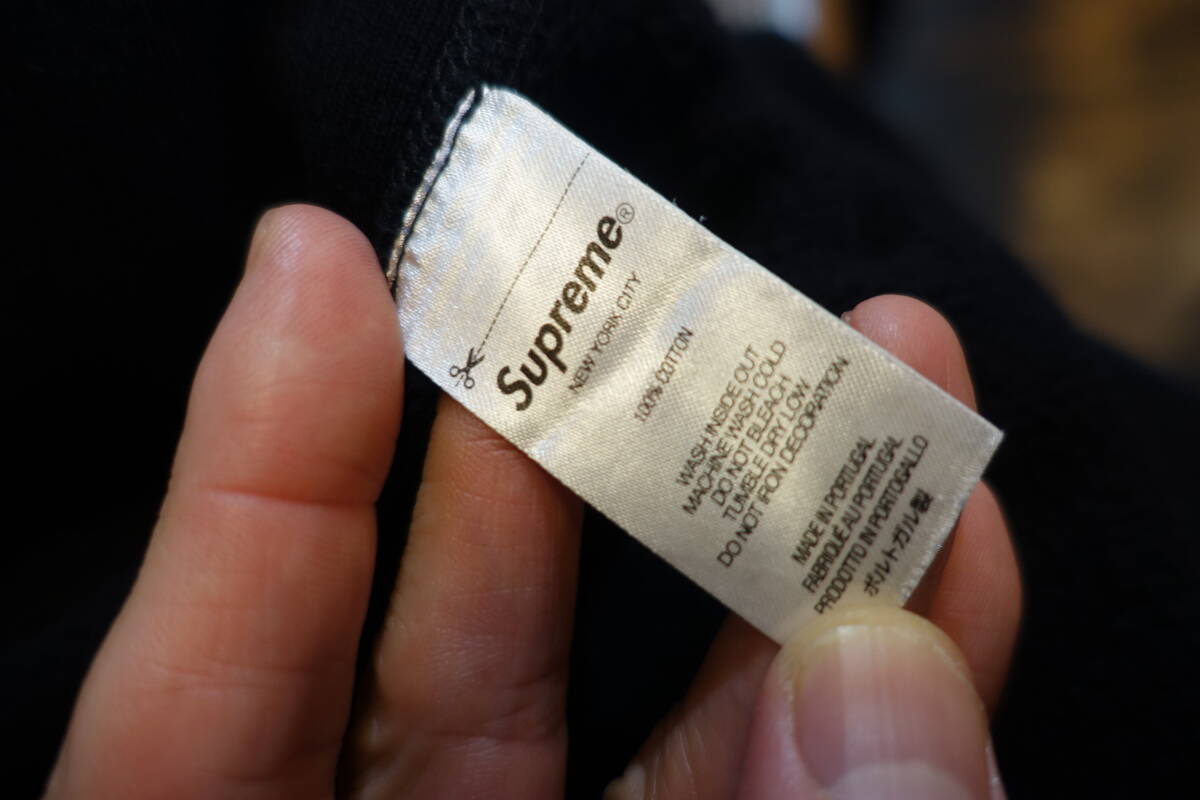 Supreme®
NEW YORK CITY
100% COTTON
WASH INSIDE OUT
MACHINE WASH COLD
DO NOT BLEACH
TUMBLE DRY LOW
DO NOT IRON DECORATION
MADE IN PORTUGAL
FABRIQUÉ AU PORTUGAL
PRODOTTO IN PORTOGALLO
ポルトガル製